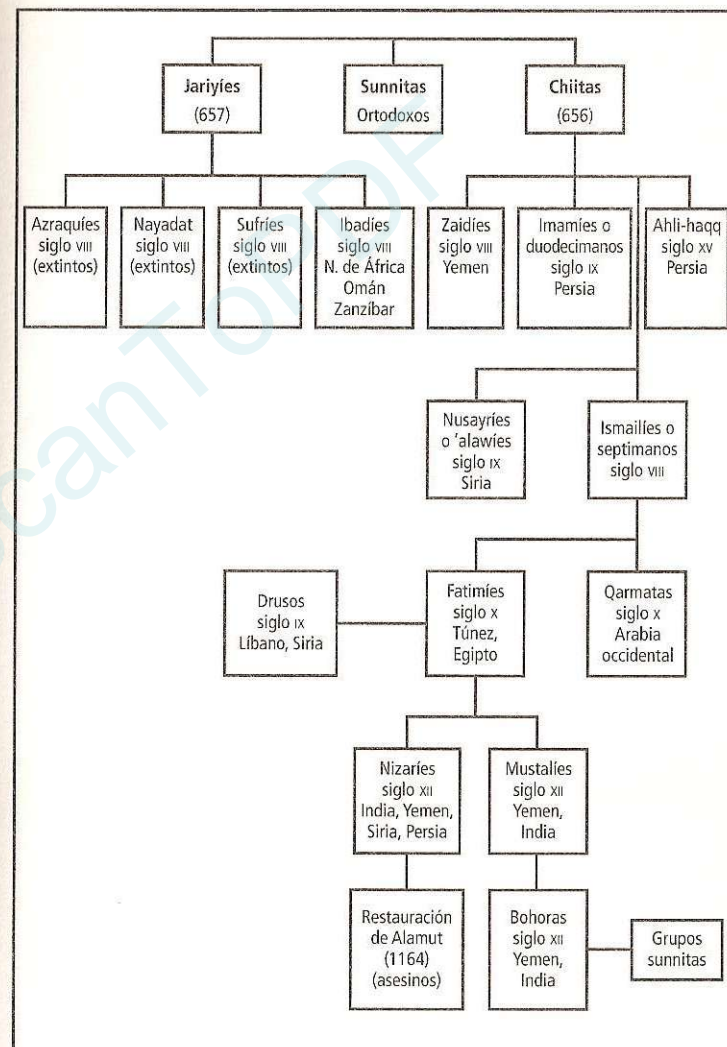 Jariyíes
(657)
Sunnitas
Ortodoxos
Chiitas
(656)
Azraquíes
siglo VIII
(extintos)
Nayadat
siglo VIII
(extintos)
Sufríes
siglo VIII
(extintos)
Ibadíes
siglo VIII
N. de África
Omán
Zanzíbar
Zaidíes
siglo VIII
Yemen
Imamíes o
duodecimanos
siglo IX
Persia
Ahli-haqq
siglo XV
Persia
Nusayríes
o 'alawíes
siglo IX
Siria
Ismailíes o
septimanos
siglo VIII
Drusos
siglo IX
Líbano, Siria
Fatimíes
siglo X
Túnez,
Egipto
Qarmatas
siglo X
Arabia
occidental
Nizaríes
siglo XII
India, Yemen,
Siria, Persia
Mustalíes
siglo XII
Yemen,
India
Restauración
de Alamut
(1164)
(asesinos)
Bohoras
siglo XII
Yemen,
India
Grupos
sunnitas
ScanToPDF